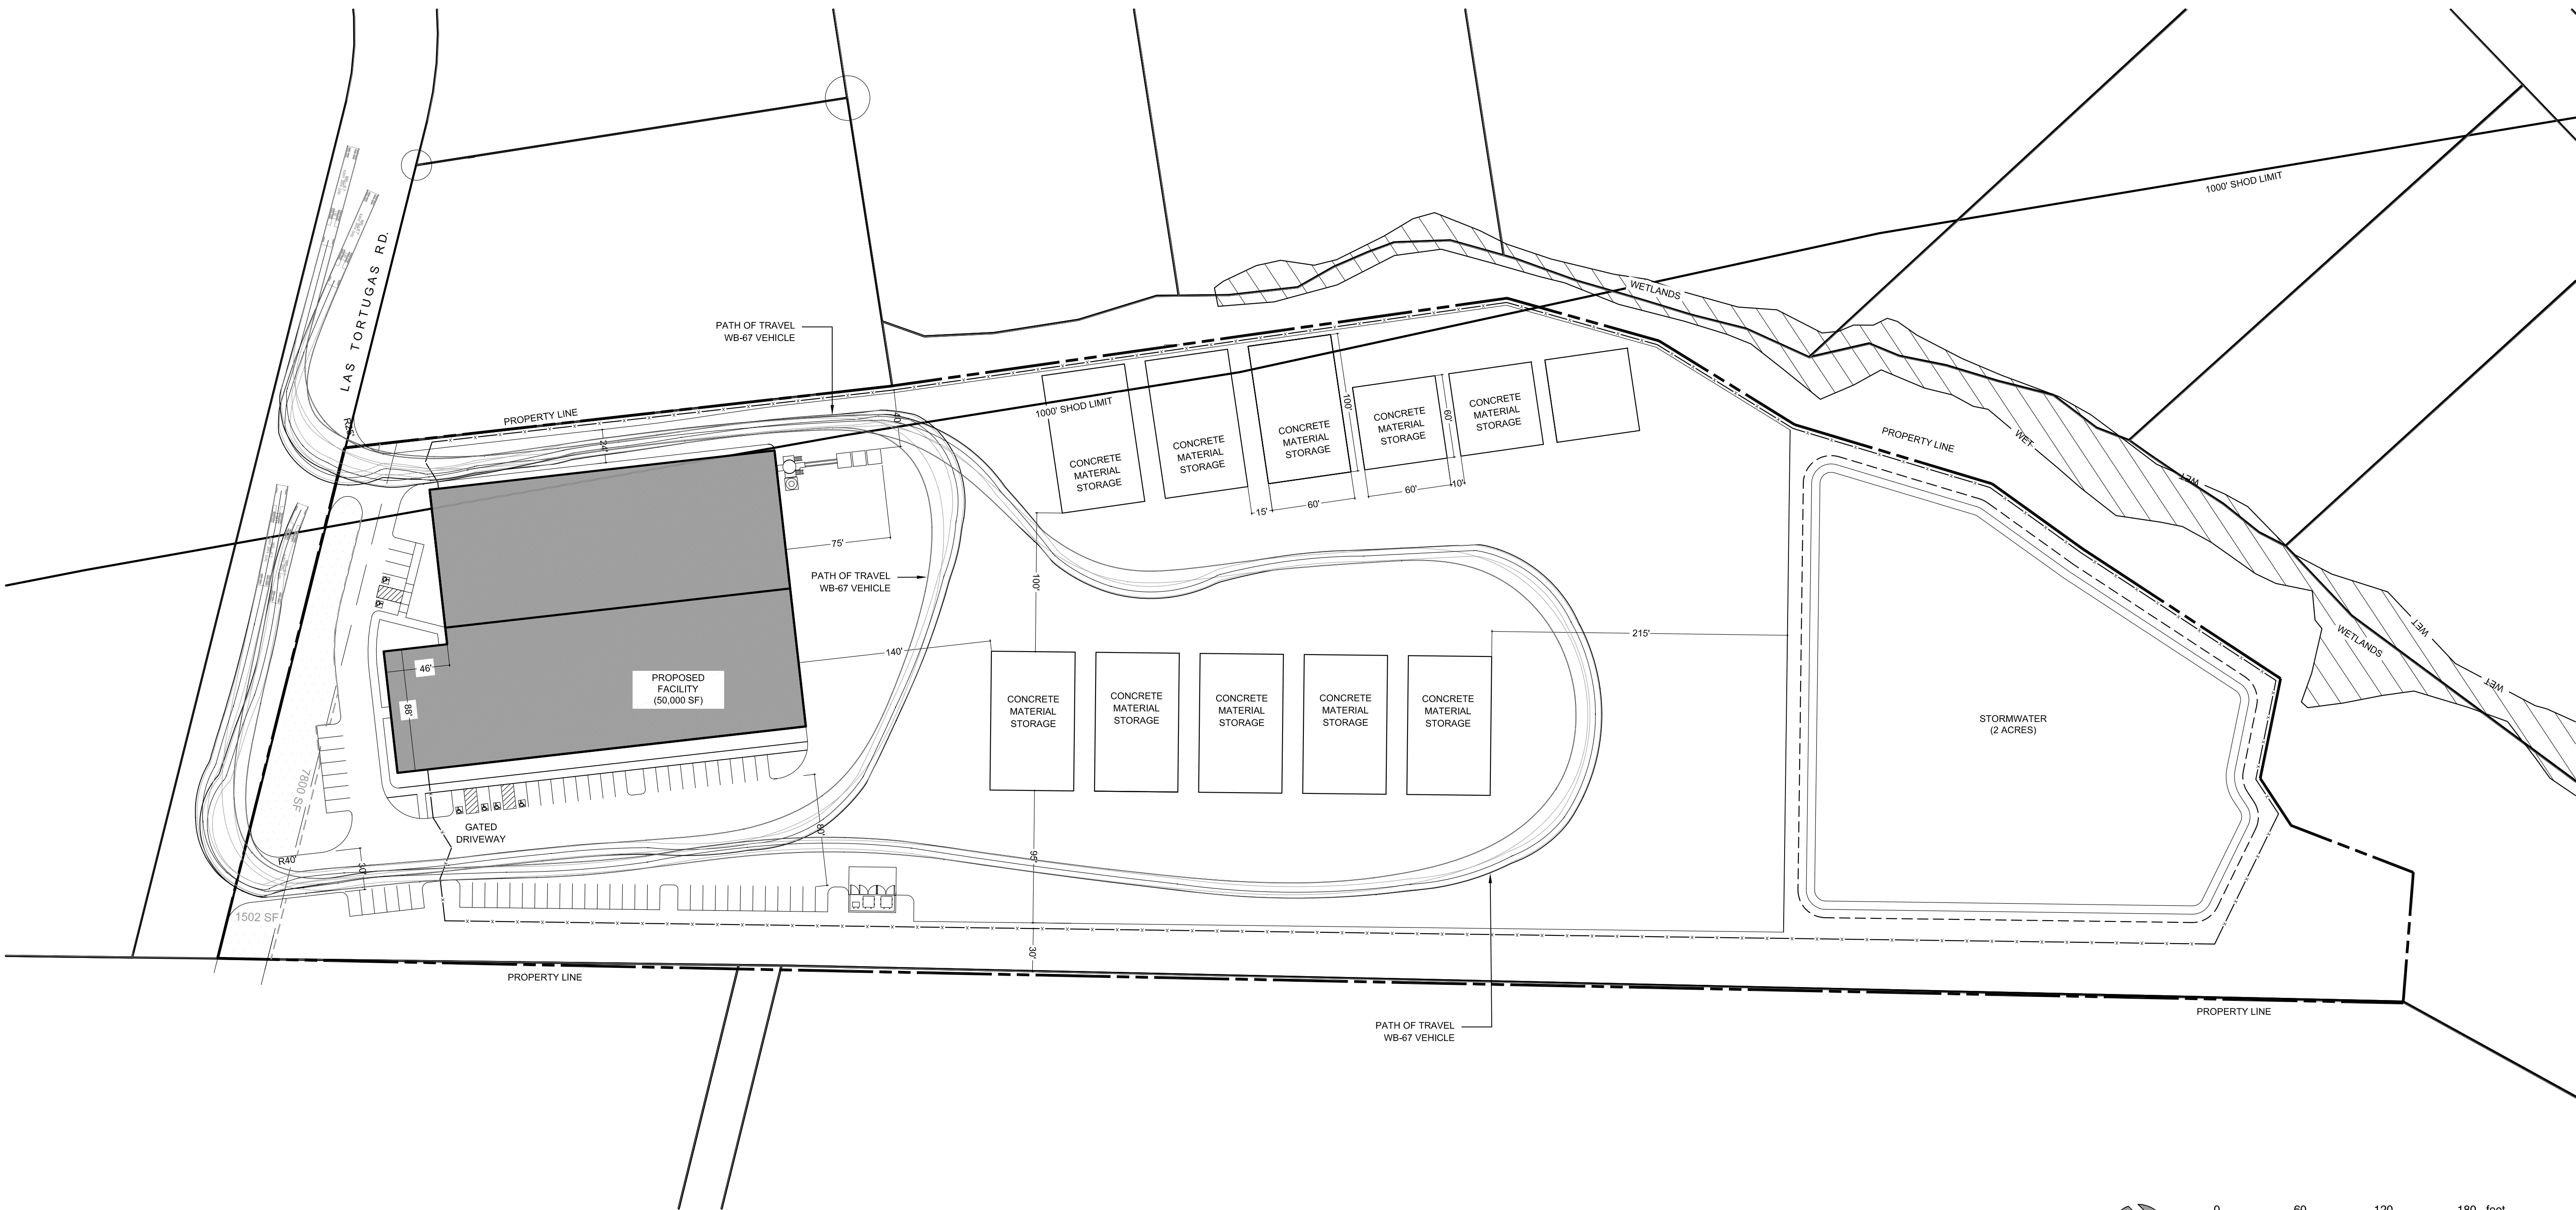 1000' SHOD LIMIT
LAS TORTUGAS RD.
WETLANDS
PATH OF TRAVEL
WB-67 VEHICLE
PROPERTY LINE
24'
1000' SHOD LIMIT
CONCRETE
MATERIAL
STORAGE
CONCRETE
MATERIAL
STORAGE
CONCRETE
MATERIAL
STORAGE
100'
CONCRETE
MATERIAL
STORAGE
60'
CONCRETE
MATERIAL
STORAGE
15'
60'
60'
10'
PROPERTY LINE
WET
WET
75'
PATH OF TRAVEL
WB-67 VEHICLE
100'
140'
215'
46'
88'
PROPOSED
FACILITY
(50,000 SF)
CONCRETE
MATERIAL
STORAGE
CONCRETE
MATERIAL
STORAGE
CONCRETE
MATERIAL
STORAGE
CONCRETE
MATERIAL
STORAGE
CONCRETE
MATERIAL
STORAGE
STORMWATER
(2 ACRES)
WETLANDS
WET
WET
7800 SF
GATED
DRIVEWAY
80'
R40'
30'
95'
1502 SF
30'
PROPERTY LINE
PROPERTY LINE
PATH OF TRAVEL
WB-67 VEHICLE
0 60 120 180 feet